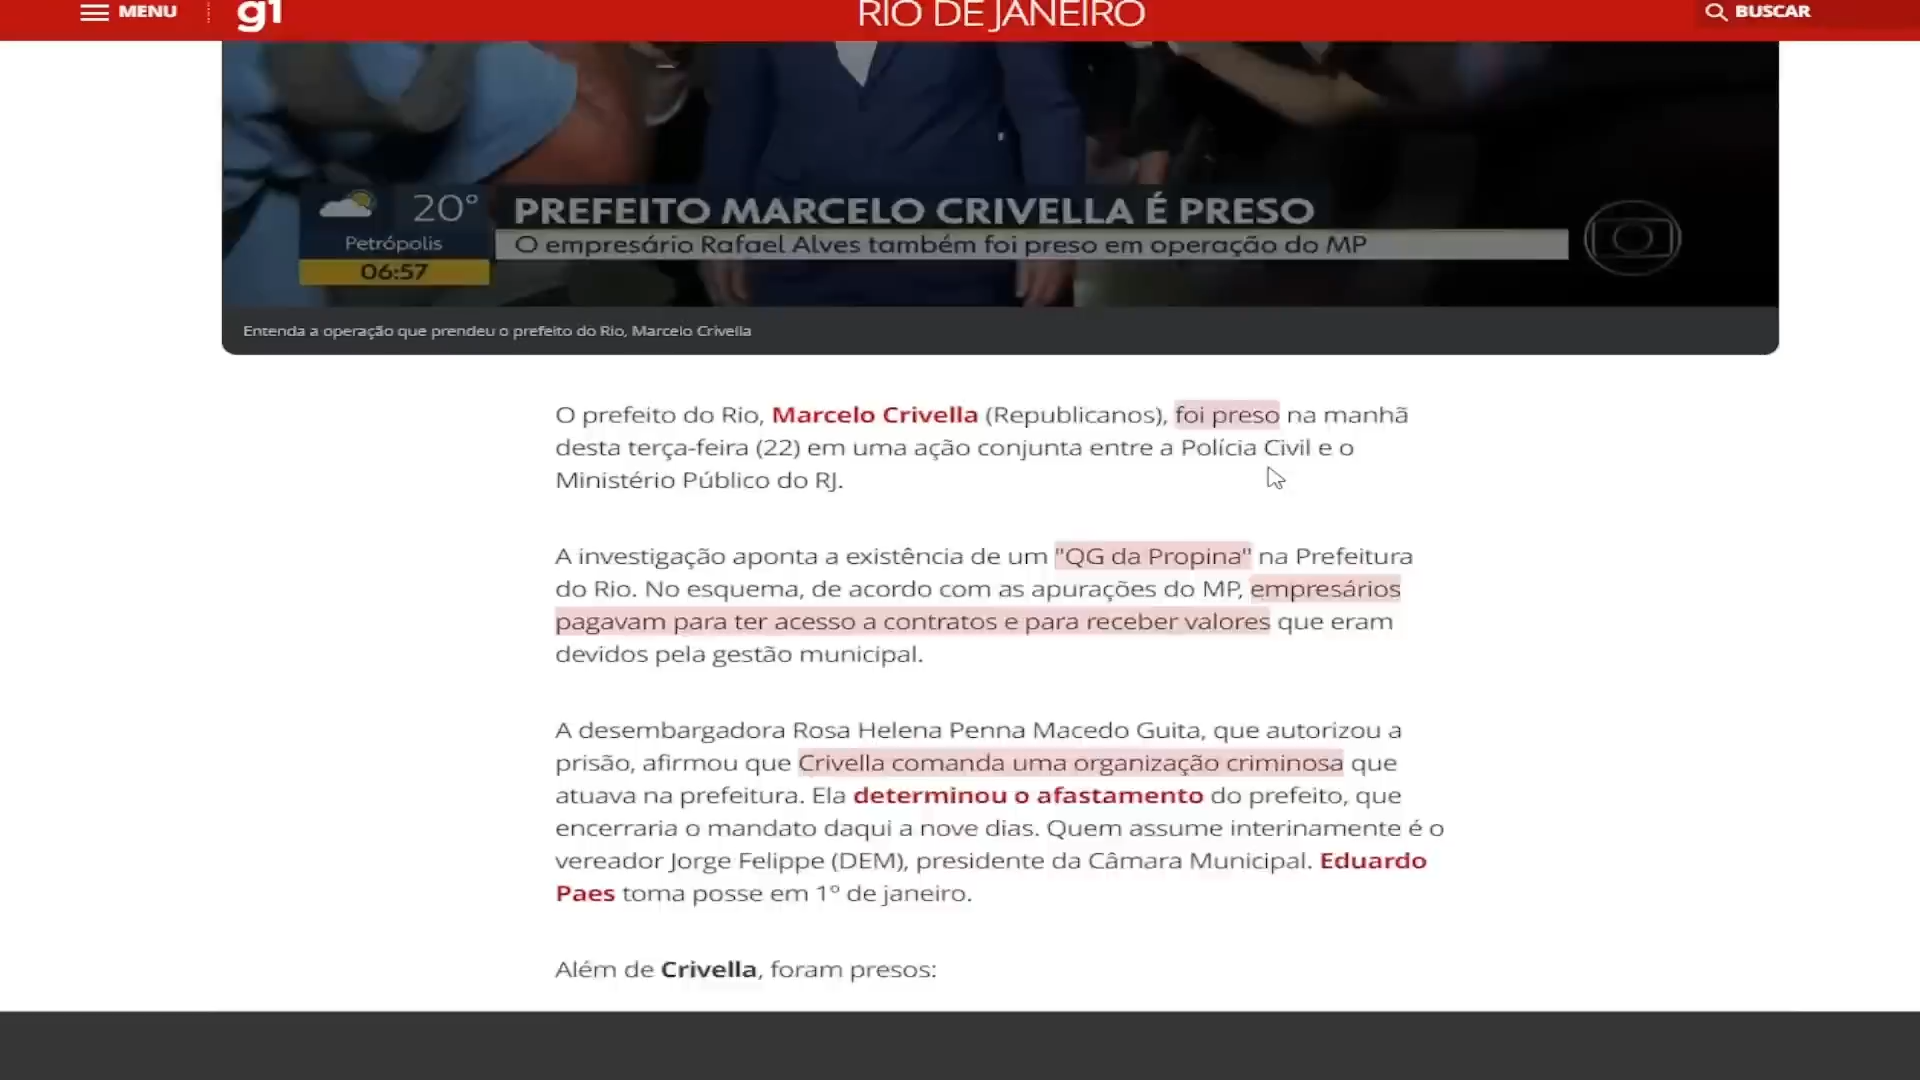 MENU
g1
RIO DE JANEIRO
BUSCAR
20°
Petrópolis
06:57
PREFEITO MARCELO CRIVELLA É PRESO
O empresário Rafael Alves também foi preso em operação do MP
Entenda a operação que prendeu o prefeito do Rio, Marcelo Crivella
O prefeito do Rio, Marcelo Crivella (Republicanos), foi preso na manhã
desta terça-feira (22) em uma ação conjunta entre a Polícia Civil e o
Ministério Público do RJ.
A investigação aponta a existência de um "QG da Propina" na Prefeitura
do Rio. No esquema, de acordo com as apurações do MP, empresários
pagavam para ter acesso a contratos e para receber valores que eram
devidos pela gestão municipal.
A desembargadora Rosa Helena Penna Macedo Guita, que autorizou a
prisão, afirmou que Crivella comanda uma organização criminosa que
atuava na prefeitura. Ela determinou o afastamento do prefeito, que
encerraria o mandato daqui a nove dias. Quem assume interinamente é o
vereador Jorge Felippe (DEM), presidente da Câmara Municipal. Eduardo
Paes toma posse em 1º de janeiro.
Além de Crivella, foram presos: